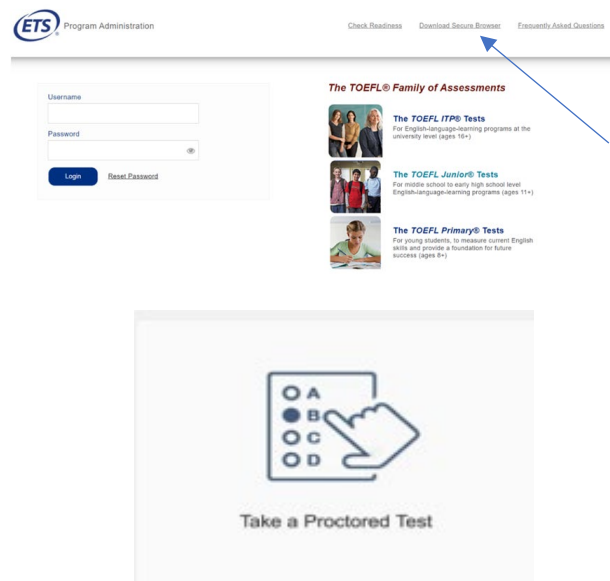 ETS® Program Administration
Check Readiness Download Secure Browser Frequently Asked Questions
The TOEFL® Family of Assessments
Username
Password
Login Reset Password
The TOEFL ITP® Tests
For English-language-learning programs at the
university level (ages 16+)
The TOEFL Junior® Tests
For middle school to early high school level
English-language-learning programs (ages 11+)
The TOEFL Primary® Tests
For young students, to measure current English
skills and provide a foundation for future
success (ages 8+)
A
B
C
D
Take a Proctored Test